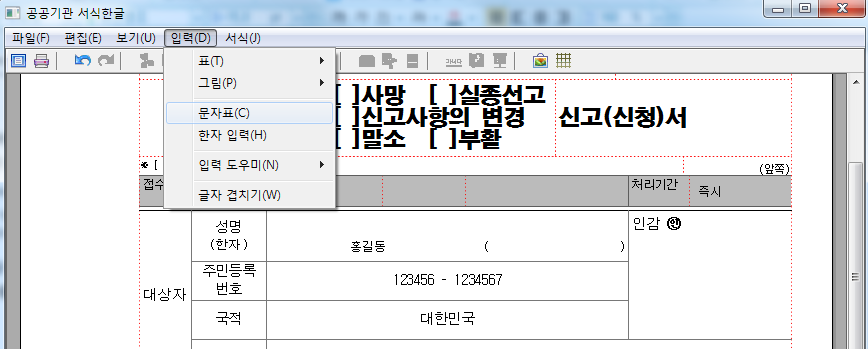 공공기관 서식한글
파일(F) 편집(E) 보기(U) 입력(D) 서식(J)
표(T)
그림(P)
문자표(C)
한자 입력(H)
입력 도우미(N)
글자 겹치기(W)
[ ]사망 [ ]실종선고
[ ]신고사항의 변경 신고(신청)서
[ ]말소 [ ]부활
※ [
(앞쪽)
접수
처리기간 즉시
대상자
성명
(한자)
홍길동 ( )
인감 ㊞
주민등록
번호
123456 - 1234567
국적
대한민국